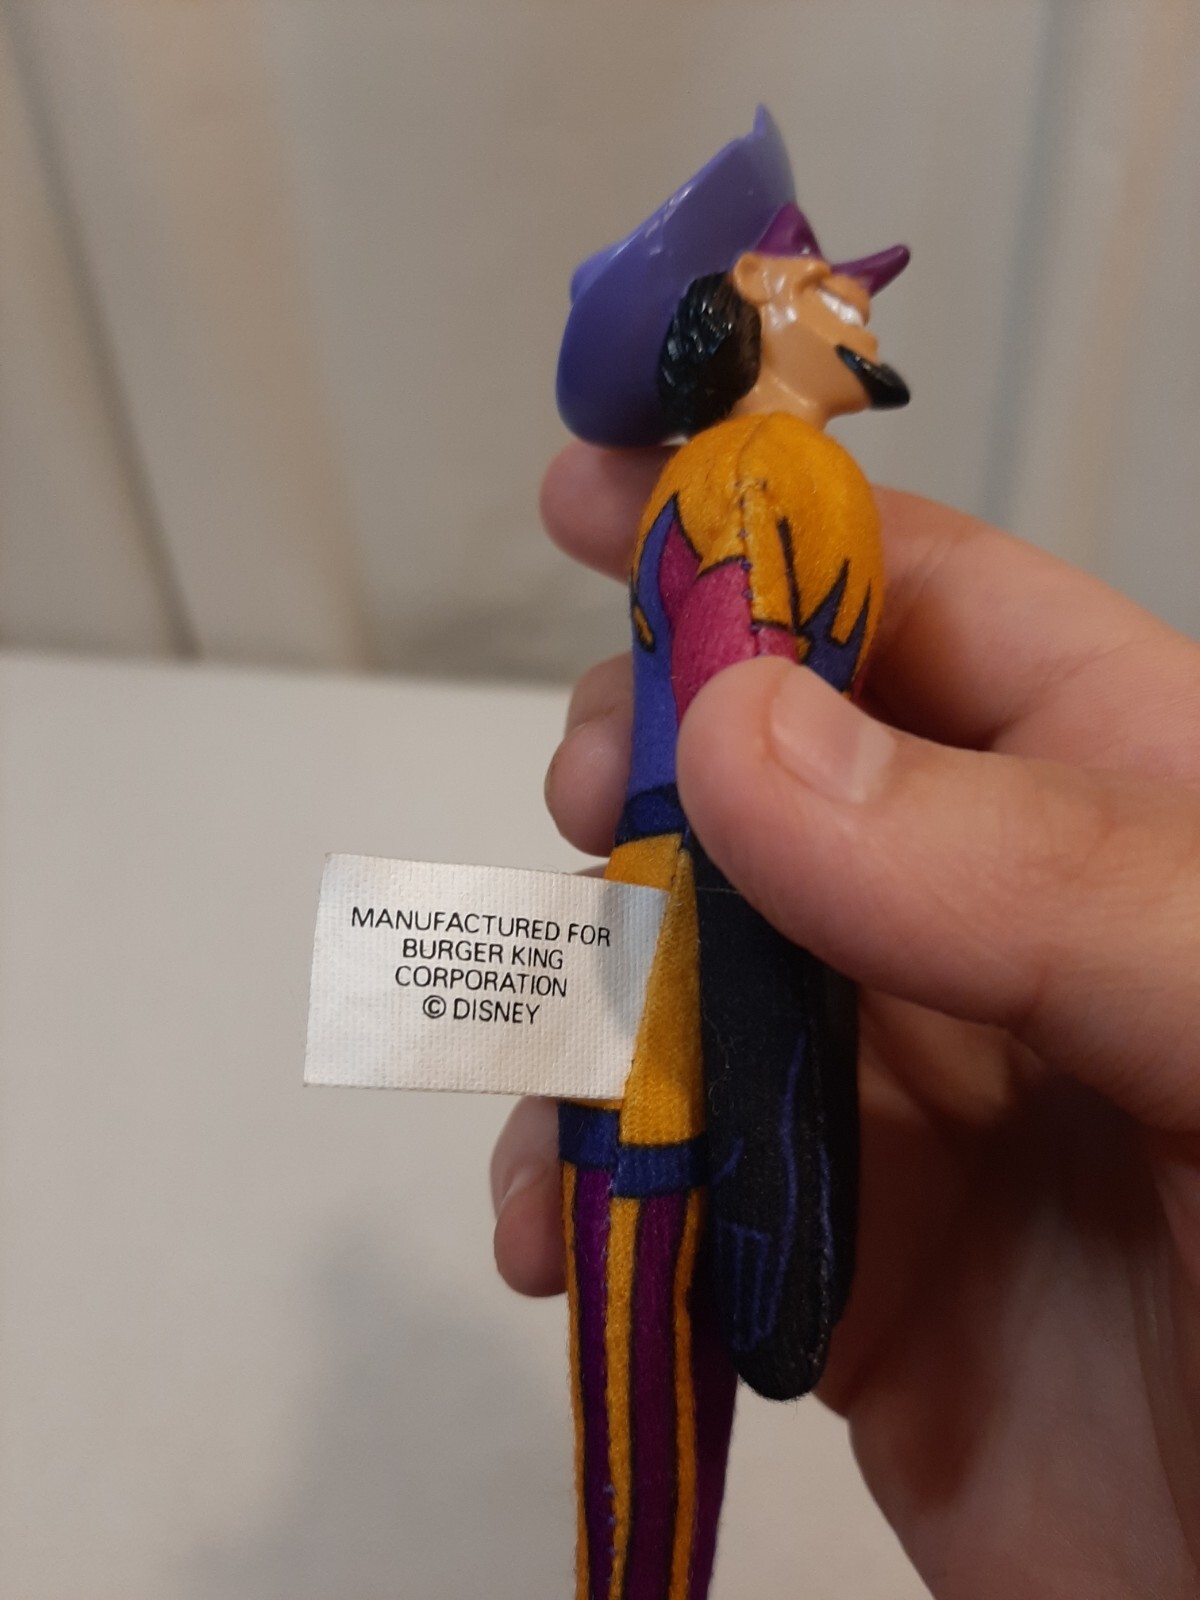 MANUFACTURED FOR
BURGER KING
CORPORATION
© DISNEY